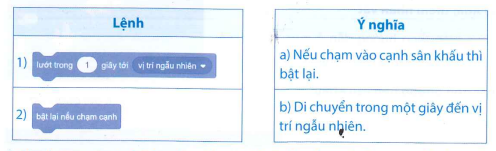 Lệnh
1) lướt trong 1 giây tới vị trí ngẫu nhiên
2) bật lại nếu chạm cạnh
Ý nghĩa
a) Nếu chạm vào cạnh sân khấu thì
bật lại.
b) Di chuyển trong một giây đến vị
trí ngẫu nhiên.